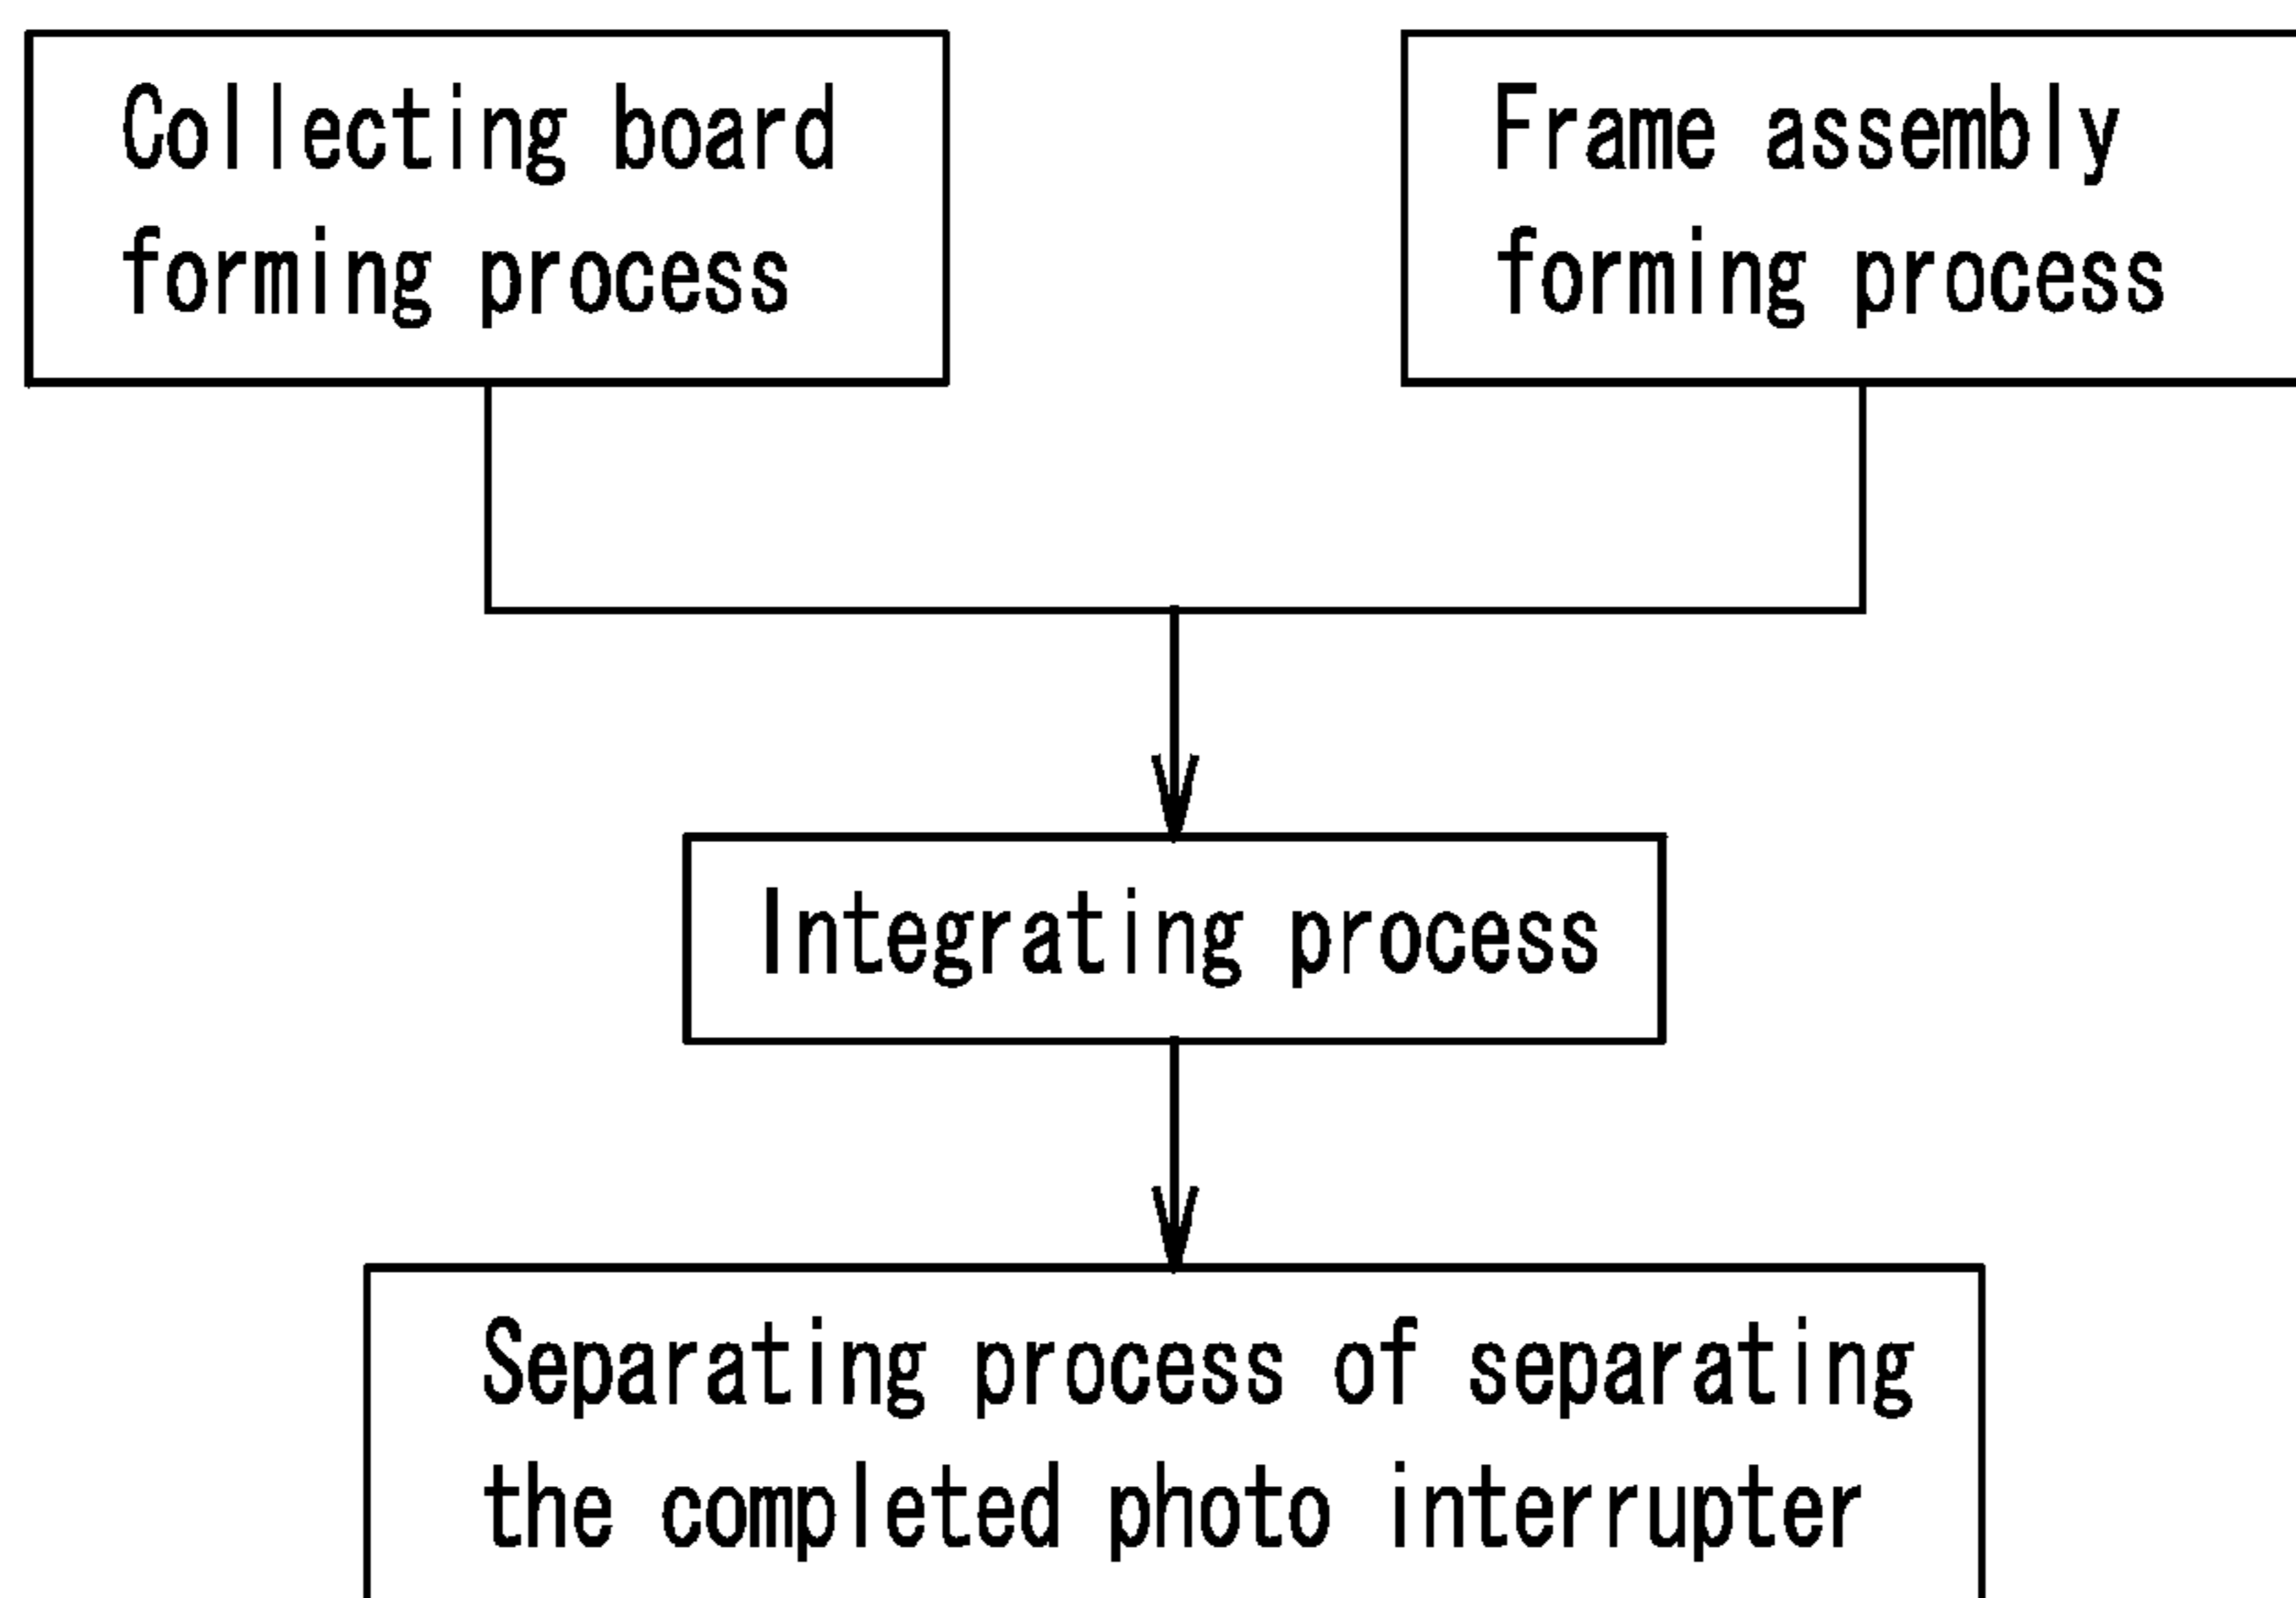 Collecting board
forming process
Frame assembly
forming process
Integrating process
Separating process of separating
the completed photo interrupter